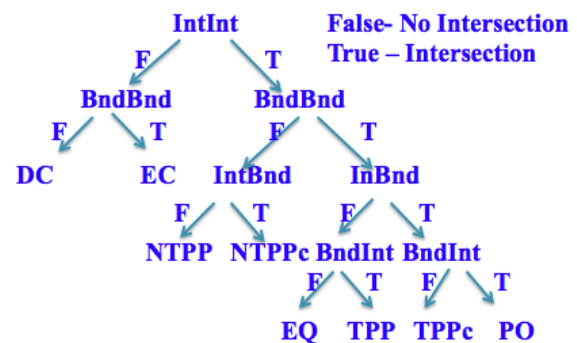 IntInt
False- No Intersection
True – Intersection
F T
BndBnd BndBnd
F T F T
DC EC IntBnd InBnd
F T F T
NTPP NTPPc BndInt BndInt
F T F T
EQ TPP TPPc PO